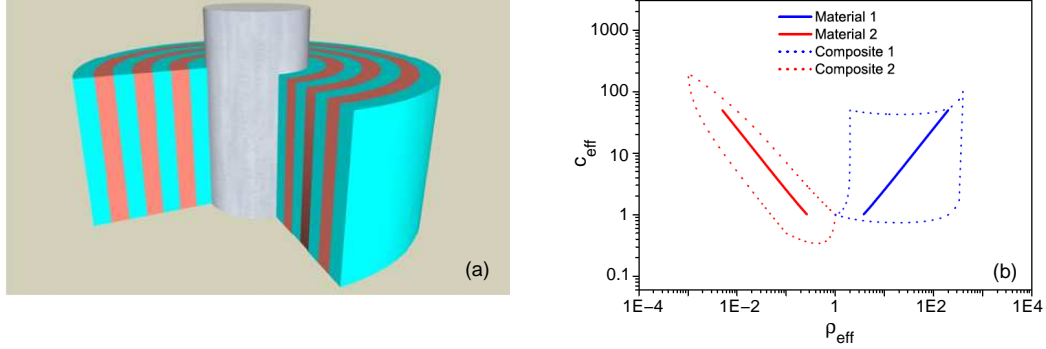 (a)
1000
100
10
1
0.1
c_eff
Material 1
Material 2
Composite 1
Composite 2
(b)
1E−4
1E−2
1
1E2
1E4
ρ_eff